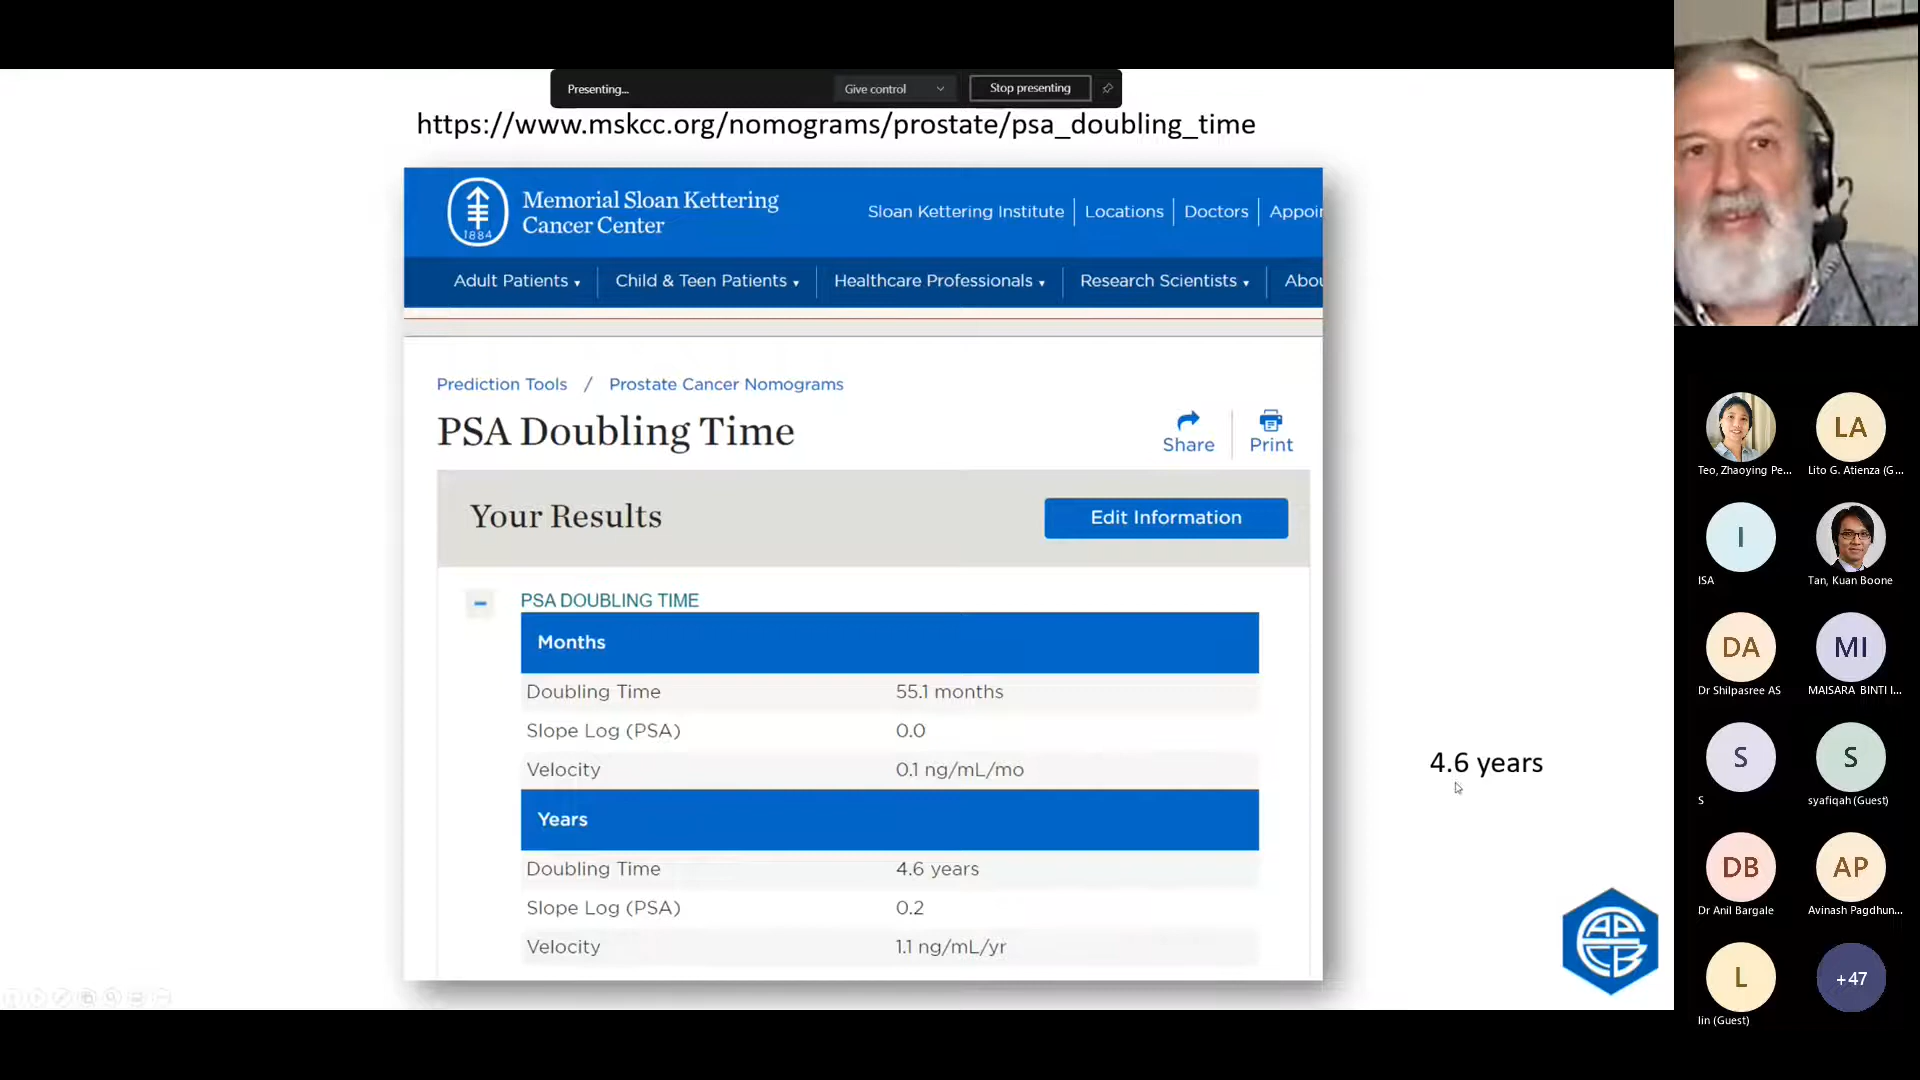 Presenting...
Give control
Stop presenting
https://www.mskcc.org/nomograms/prostate/psa_doubling_time
1884
Memorial Sloan Kettering
Cancer Center
Sloan Kettering Institute
Locations
Doctors
Appoin
Adult Patients
Child & Teen Patients
Healthcare Professionals
Research Scientists
Abou
Prediction Tools / Prostate Cancer Nomograms
PSA Doubling Time
Share
Print
Your Results
Edit Information
PSA DOUBLING TIME
Months
Doubling Time 55.1 months
Slope Log (PSA) 0.0
Velocity 0.1 ng/mL/mo
Years
Doubling Time 4.6 years
Slope Log (PSA) 0.2
Velocity 1.1 ng/mL/yr
4.6 years
AP
CB
Teo, Zhaoying Pe...
LA
Lito G. Atienza (G...
I
ISA
Tan, Kuan Boone
DA
Dr Shilpasree AS
MI
MAISARA BINTI I...
S
S
S
syafiqah (Guest)
DB
Dr Anil Bargale
AP
Avinash Pagdhun...
L
lin (Guest)
+47